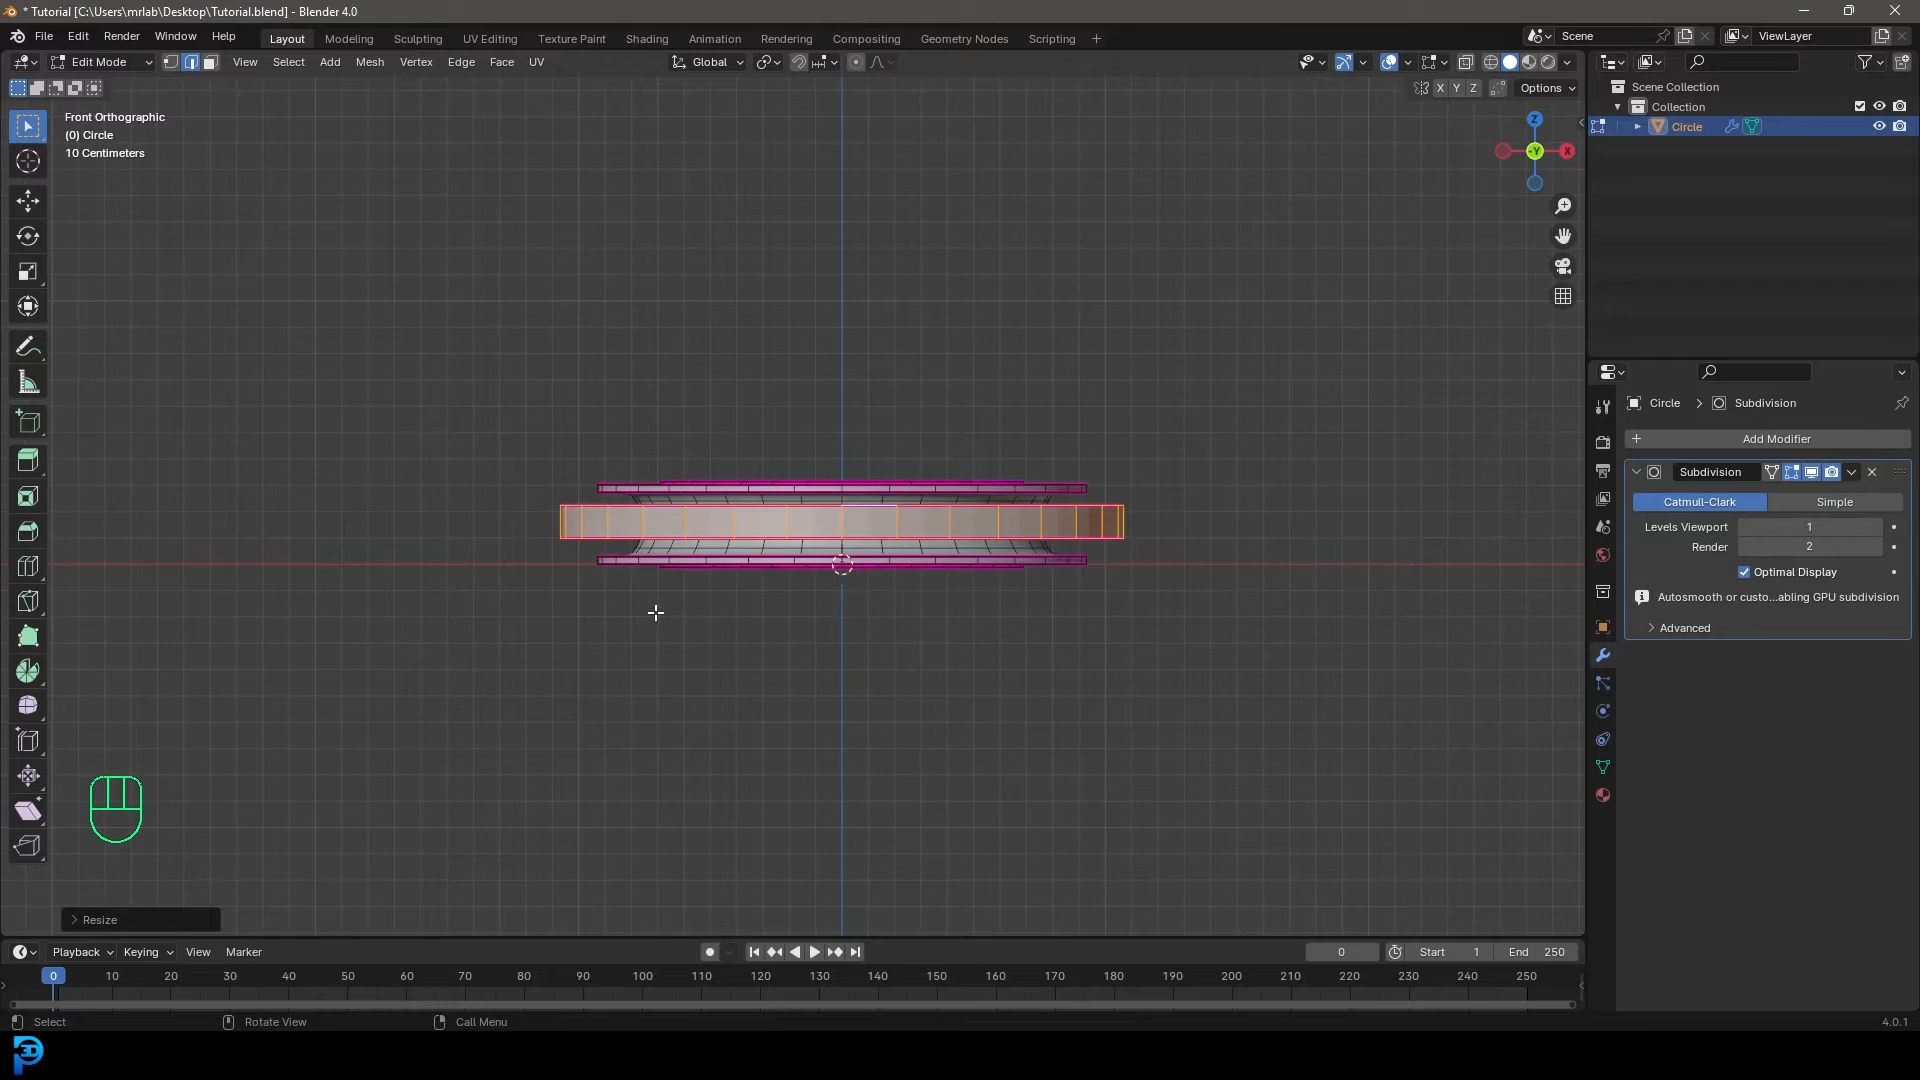 * Tutorial [C:\Users\mrlab\Desktop\Tutorial.blend] - Blender 4.0
File Edit Render Window Help Layout Modeling Sculpting UV Editing Texture Paint Shading Animation Rendering Compositing Geometry Nodes Scripting + Scene ViewLayer
Edit Mode View Select Add Mesh Vertex Edge Face UV Global
X Y Z Options
Front Orthographic
(0) Circle
10 Centimeters
Z
-Y X
Scene Collection
Collection
Circle
Circle > Subdivision
+ Add Modifier
Subdivision
Catmull-Clark Simple
Levels Viewport 1
Render 2
Optimal Display
Autosmooth or custo...abling GPU subdivision
> Advanced
> Resize
Playback Keying View Marker 0 Start 1 End 250
0 10 20 30 40 50 60 70 80 90 100 110 120 130 140 150 160 170 180 190 200 210 220 230 240 250
Select Rotate View Call Menu 4.0.1
3D